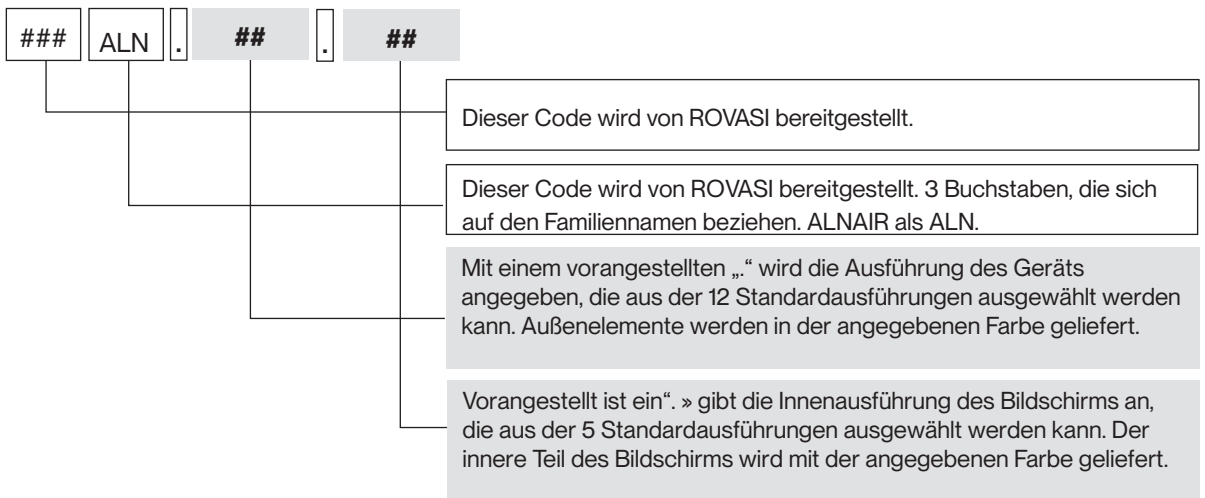 ### ALN . ## . ##
Dieser Code wird von ROVASI bereitgestellt.
Dieser Code wird von ROVASI bereitgestellt. 3 Buchstaben, die sich
auf den Familiennamen beziehen. ALNAIR als ALN.
Mit einem vorangestellten „.“ wird die Ausführung des Geräts
angegeben, die aus der 12 Standardausführungen ausgewählt werden
kann. Außenelemente werden in der angegebenen Farbe geliefert.
Vorangestellt ist ein“. » gibt die Innenausführung des Bildschirms an,
die aus der 5 Standardausführungen ausgewählt werden kann. Der
innere Teil des Bildschirms wird mit der angegebenen Farbe geliefert.